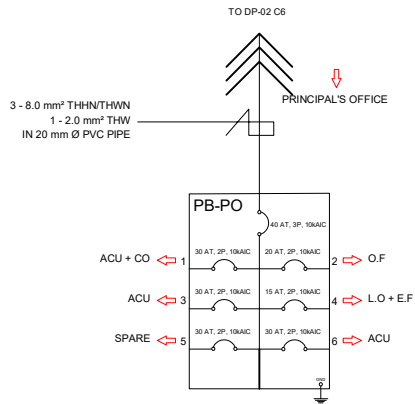 TO DP-02 C6
PRINCIPAL'S OFFICE
3 - 8.0 mm² THHN/THWN
1 - 2.0 mm² THW
IN 20 mm Ø PVC PIPE
PB-PO
40 AT, 3P, 10kAIC
ACU + CO 1 30 AT, 2P, 10kAIC 20 AT, 2P, 10kAIC 2 O.F
ACU 3 30 AT, 2P, 10kAIC 15 AT, 2P, 10kAIC 4 L.O + E.F
SPARE 5 30 AT, 2P, 10kAIC 30 AT, 2P, 10kAIC 6 ACU
GND